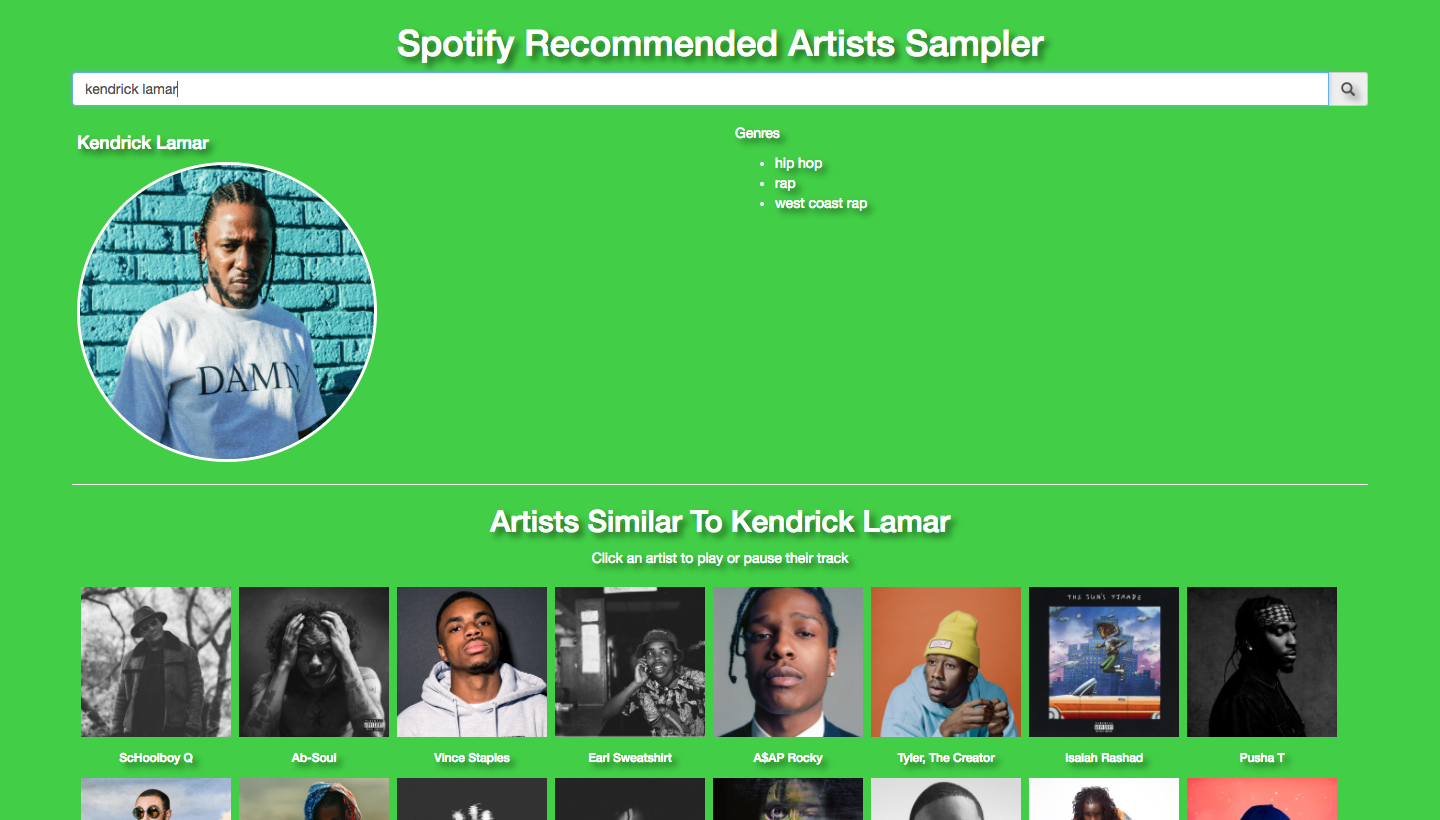 Spotify Recommended Artists Sampler
kendrick lamar
Kendrick Lamar
DAMN
Genres
hip hop
rap
west coast rap
Artists Similar To Kendrick Lamar
Click an artist to play or pause their track
THE SUN'S TIRADE
ScHoolboy Q
Ab-Soul
Vince Staples
Earl Sweatshirt
A$AP Rocky
Tyler, The Creator
Isaiah Rashad
Pusha T